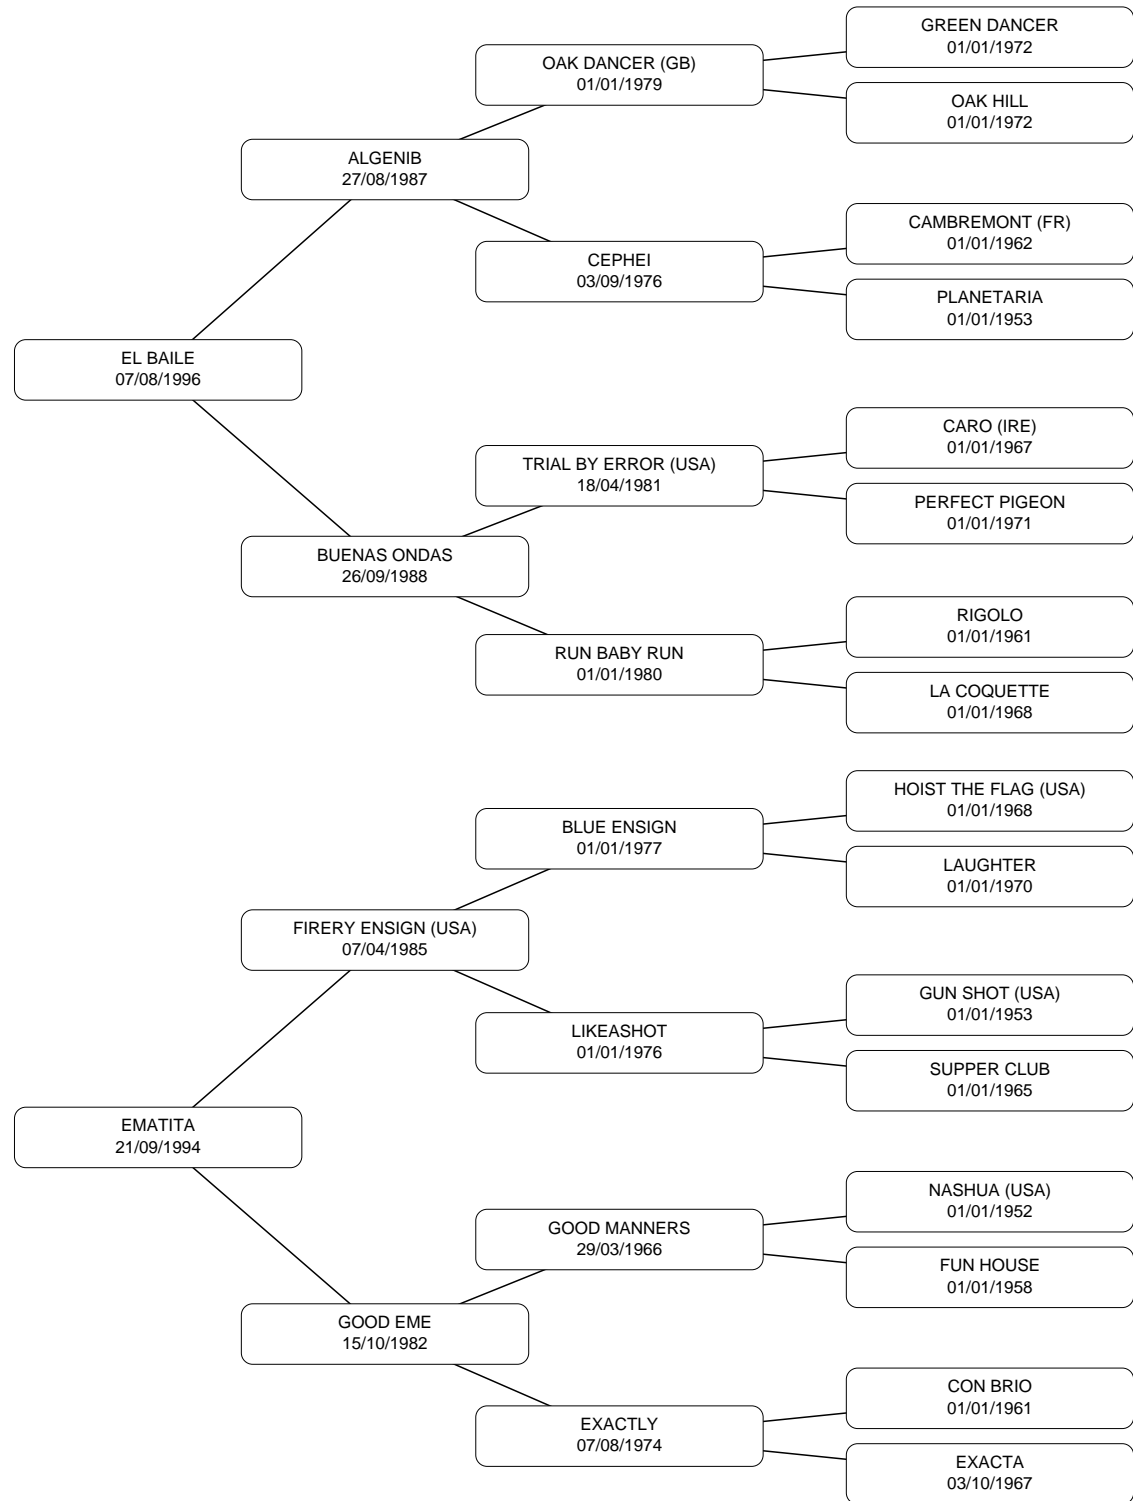 GREEN DANCER
01/01/1972
OAK DANCER (GB)
01/01/1979
OAK HILL
01/01/1972
ALGENIB
27/08/1987
CAMBREMONT (FR)
01/01/1962
CEPHEI
03/09/1976
PLANETARIA
01/01/1953
EL BAILE
07/08/1996
CARO (IRE)
01/01/1967
TRIAL BY ERROR (USA)
18/04/1981
PERFECT PIGEON
01/01/1971
BUENAS ONDAS
26/09/1988
RIGOLO
01/01/1961
RUN BABY RUN
01/01/1980
LA COQUETTE
01/01/1968
HOIST THE FLAG (USA)
01/01/1968
BLUE ENSIGN
01/01/1977
LAUGHTER
01/01/1970
FIRERY ENSIGN (USA)
07/04/1985
GUN SHOT (USA)
01/01/1953
LIKEASHOT
01/01/1976
SUPPER CLUB
01/01/1965
EMATITA
21/09/1994
NASHUA (USA)
01/01/1952
GOOD MANNERS
29/03/1966
FUN HOUSE
01/01/1958
GOOD EME
15/10/1982
CON BRIO
01/01/1961
EXACTLY
07/08/1974
EXACTA
03/10/1967